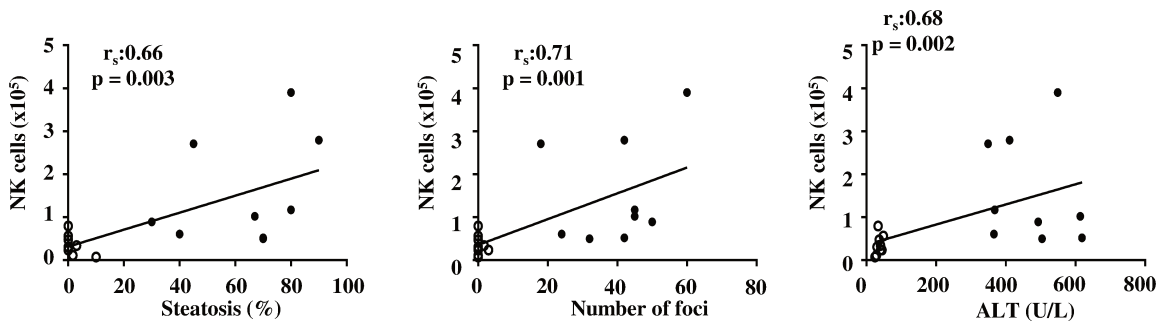 r_s:0.66
p = 0.003
NK cells (x10⁵)
5
4
3
2
1
0
0 20 40 60 80 100
Steatosis (%)
r_s:0.71
p = 0.001
NK cells (x10⁵)
5
4
3
2
1
0
0 20 40 60 80
Number of foci
r_s:0.68
p = 0.002
NK cells (x10⁵)
5
4
3
2
1
0
0 200 400 600 800
ALT (U/L)